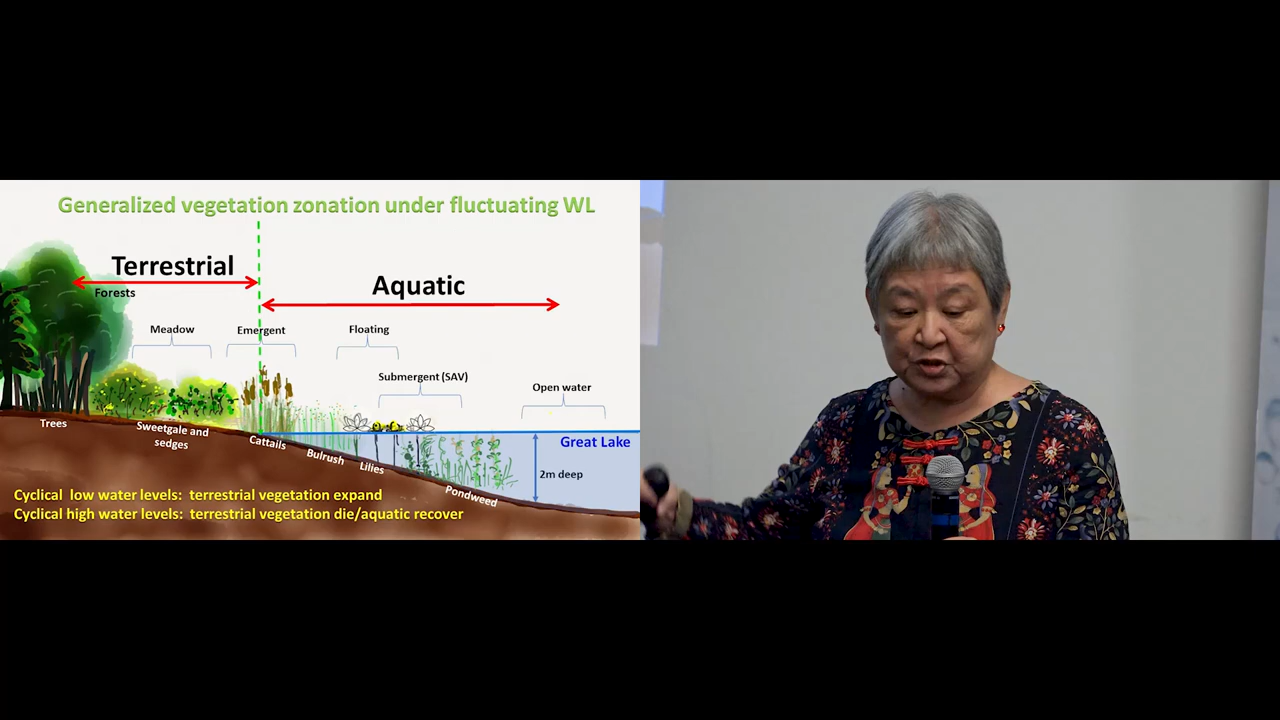 Generalized vegetation zonation under fluctuating WL
Terrestrial
Aquatic
Forests
Meadow
Emergent
Floating
Submergent (SAV)
Open water
Trees
Sweetgale and
sedges
Cattails
Bulrush
Lilies
Pondweed
Great Lake
2m deep
Cyclical low water levels: terrestrial vegetation expand
Cyclical high water levels: terrestrial vegetation die/aquatic recover